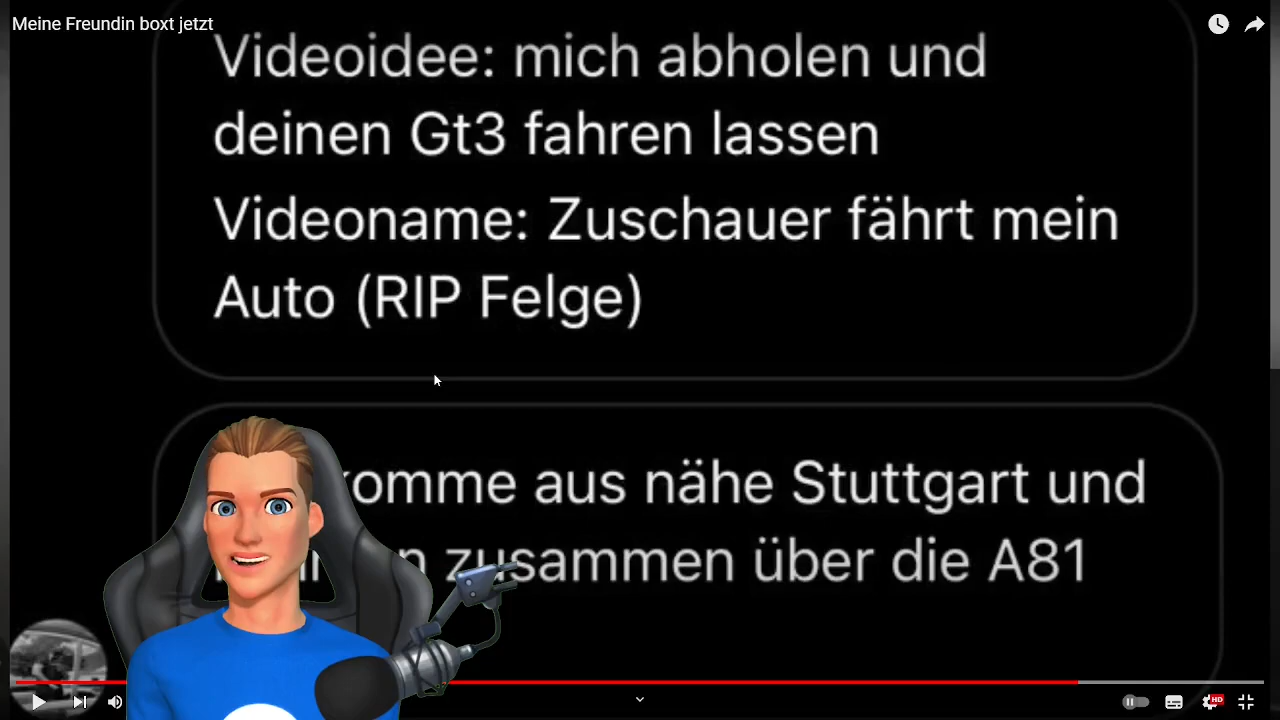 Meine Freundin boxt jetzt
Videoidee: mich abholen und
deinen Gt3 fahren lassen
Videoname: Zuschauer fährt mein
Auto (RIP Felge)
komme aus nähe Stuttgart und
zusammen über die A81
HD